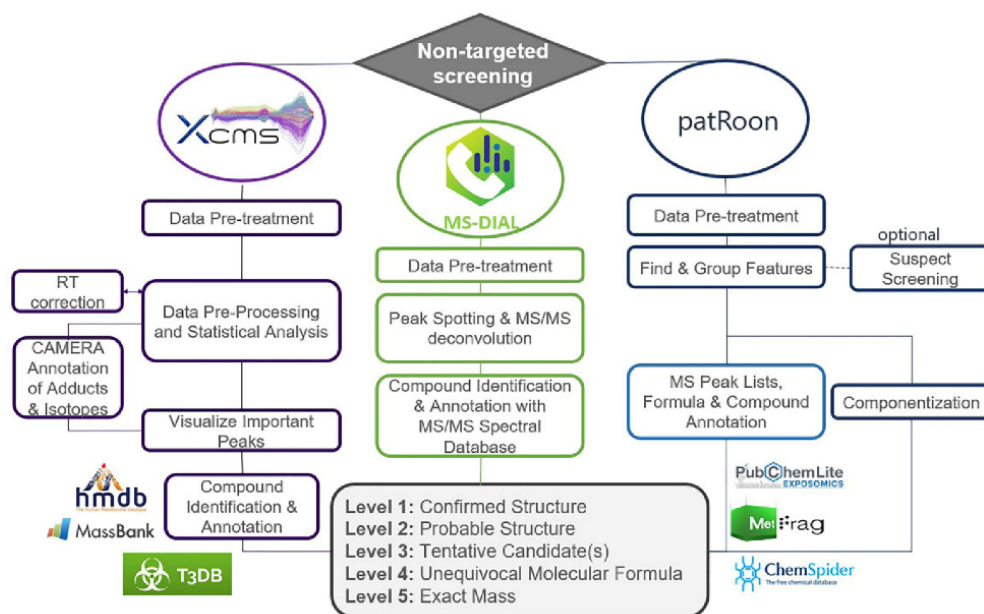 Non-targeted
screening
Xcms
MS-DIAL
patRoon
Data Pre-treatment
RT
correction
Data Pre-Processing
and Statistical Analysis
CAMERA
Annotation
of Adducts
& Isotopes
Visualize Important
Peaks
Compound
Identification &
Annotation
hmdb
MassBank
T3DB
Data Pre-treatment
Peak Spotting & MS/MS
deconvolution
Compound Identification
& Annotation with
MS/MS Spectral
Database
Data Pre-treatment
Find & Group Features
optional
Suspect
Screening
MS Peak Lists,
Formula & Compound
Annotation
Componentization
PubChemLite
EXPOSOMICS
MetFrag
ChemSpider
The free chemical database
Level 1: Confirmed Structure
Level 2: Probable Structure
Level 3: Tentative Candidate(s)
Level 4: Unequivocal Molecular Formula
Level 5: Exact Mass